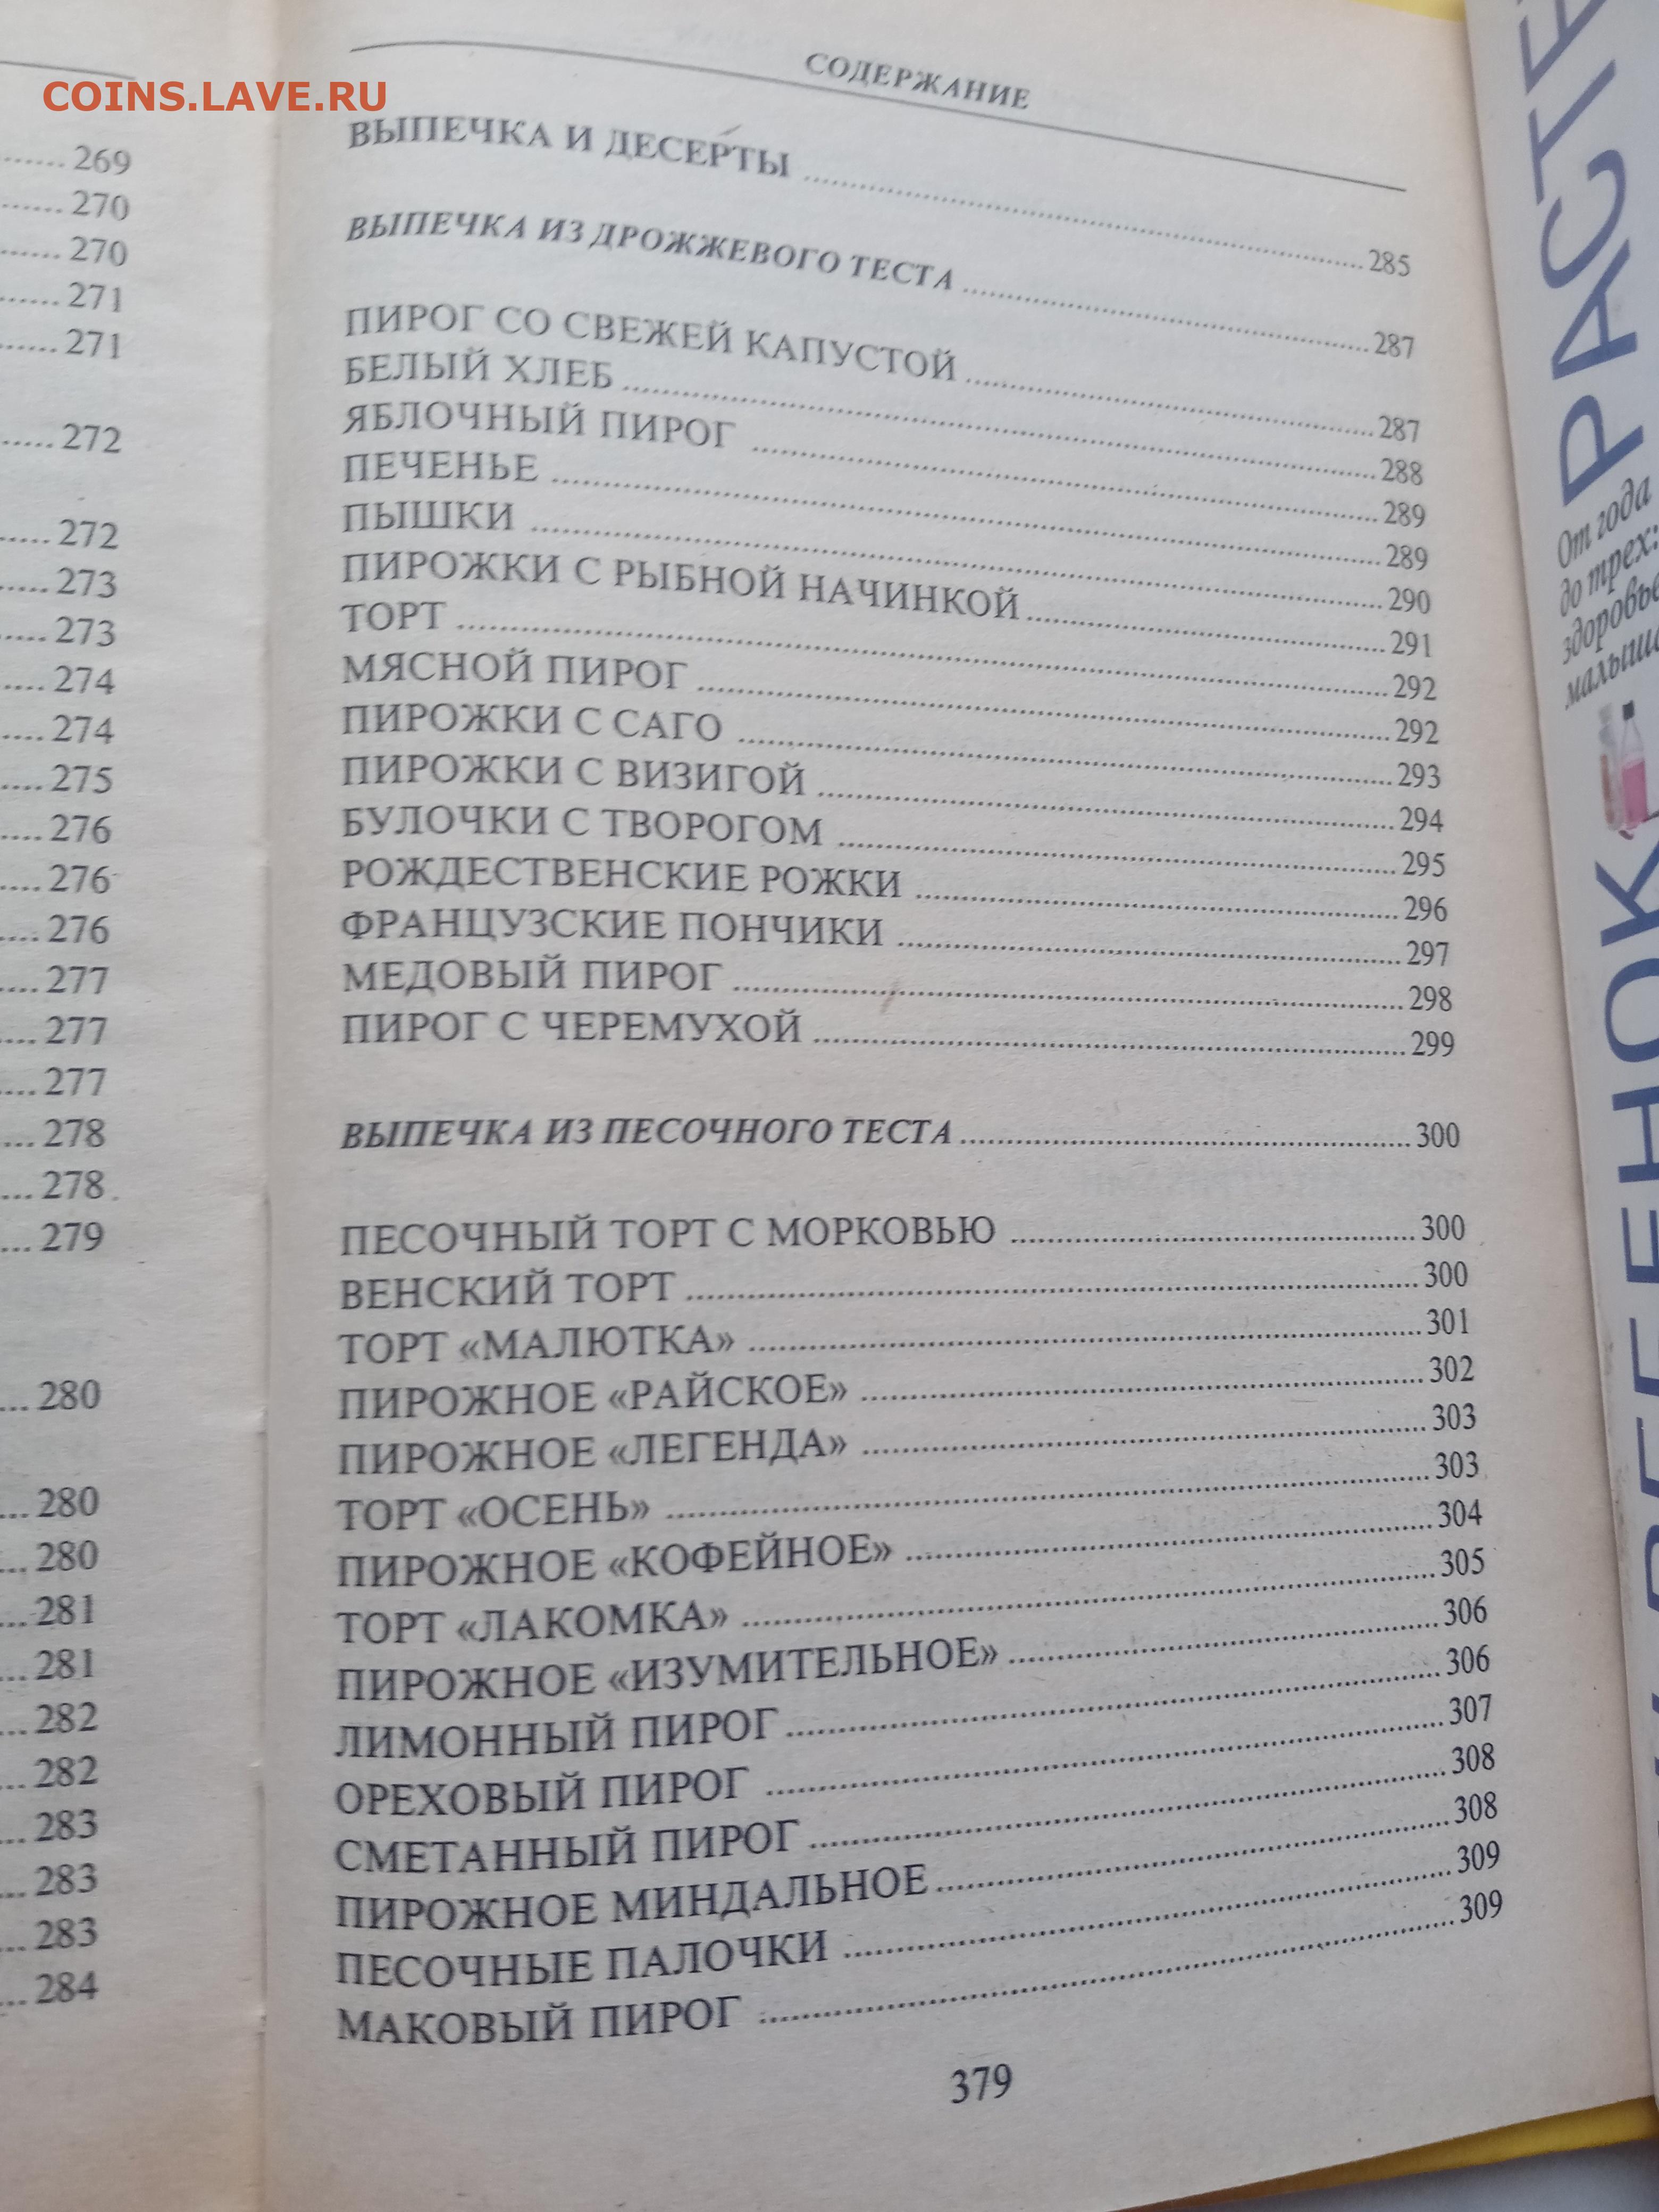 COINS.LAVE.RU
269
270
270
271
271
272
272
273
273
274
274
275
276
276
276
277
277
277
278
278
279
280
280
280
281
281
282
282
283
283
283
284
СОДЕРЖАНИЕ
ВЫПЕЧКА И ДЕСЕРТЫ 285
ВЫПЕЧКА ИЗ ДРОЖЖЕВОГО ТЕСТА 287
ПИРОГ СО СВЕЖЕЙ КАПУСТОЙ 287
БЕЛЫЙ ХЛЕБ 288
ЯБЛОЧНЫЙ ПИРОГ 289
ПЕЧЕНЬЕ 289
ПЫШКИ 290
ПИРОЖКИ С РЫБНОЙ НАЧИНКОЙ 291
ТОРТ 292
МЯСНОЙ ПИРОГ 292
ПИРОЖКИ С САГО 293
ПИРОЖКИ С ВИЗИГОЙ 294
БУЛОЧКИ С ТВОРОГОМ 295
РОЖДЕСТВЕНСКИЕ РОЖКИ 296
ФРАНЦУЗСКИЕ ПОНЧИКИ 297
МЕДОВЫЙ ПИРОГ 298
ПИРОГ С ЧЕРЕМУХОЙ 299
ВЫПЕЧКА ИЗ ПЕСОЧНОГО ТЕСТА 300
ПЕСОЧНЫЙ ТОРТ С МОРКОВЬЮ 300
ВЕНСКИЙ ТОРТ 300
ТОРТ «МАЛЮТКА» 301
ПИРОЖНОЕ «РАЙСКОЕ» 302
ПИРОЖНОЕ «ЛЕГЕНДА» 303
ТОРТ «ОСЕНЬ» 303
ПИРОЖНОЕ «КОФЕЙНОЕ» 304
ТОРТ «ЛАКОМКА» 305
ПИРОЖНОЕ «ИЗУМИТЕЛЬНОЕ» 306
ЛИМОННЫЙ ПИРОГ 306
ОРЕХОВЫЙ ПИРОГ 307
СМЕТАННЫЙ ПИРОГ 308
ПИРОЖНОЕ МИНДАЛЬНОЕ 308
ПЕСОЧНЫЕ ПАЛОЧКИ 309
МАКОВЫЙ ПИРОГ 309
379
РЕБЕНОК
От года
до трех: